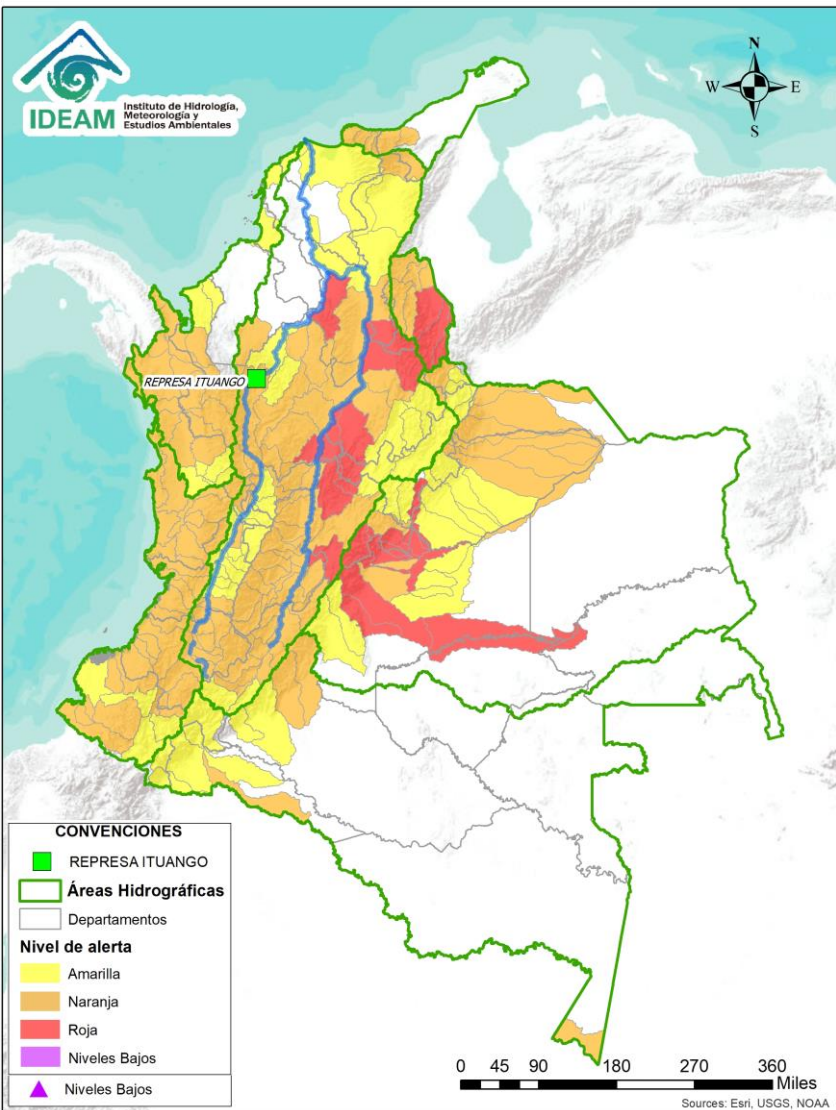 IDEAM
Instituto de Hidrología,
Meteorología y
Estudios Ambientales
N
W
E
S
REPRESA ITUANGO
CONVENCIONES
REPRESA ITUANGO
Áreas Hidrográficas
Departamentos
Nivel de alerta
Amarilla
Naranja
Roja
Niveles Bajos
Niveles Bajos
0 45 90 180 270 360
Miles
Sources: Esri, USGS, NOAA